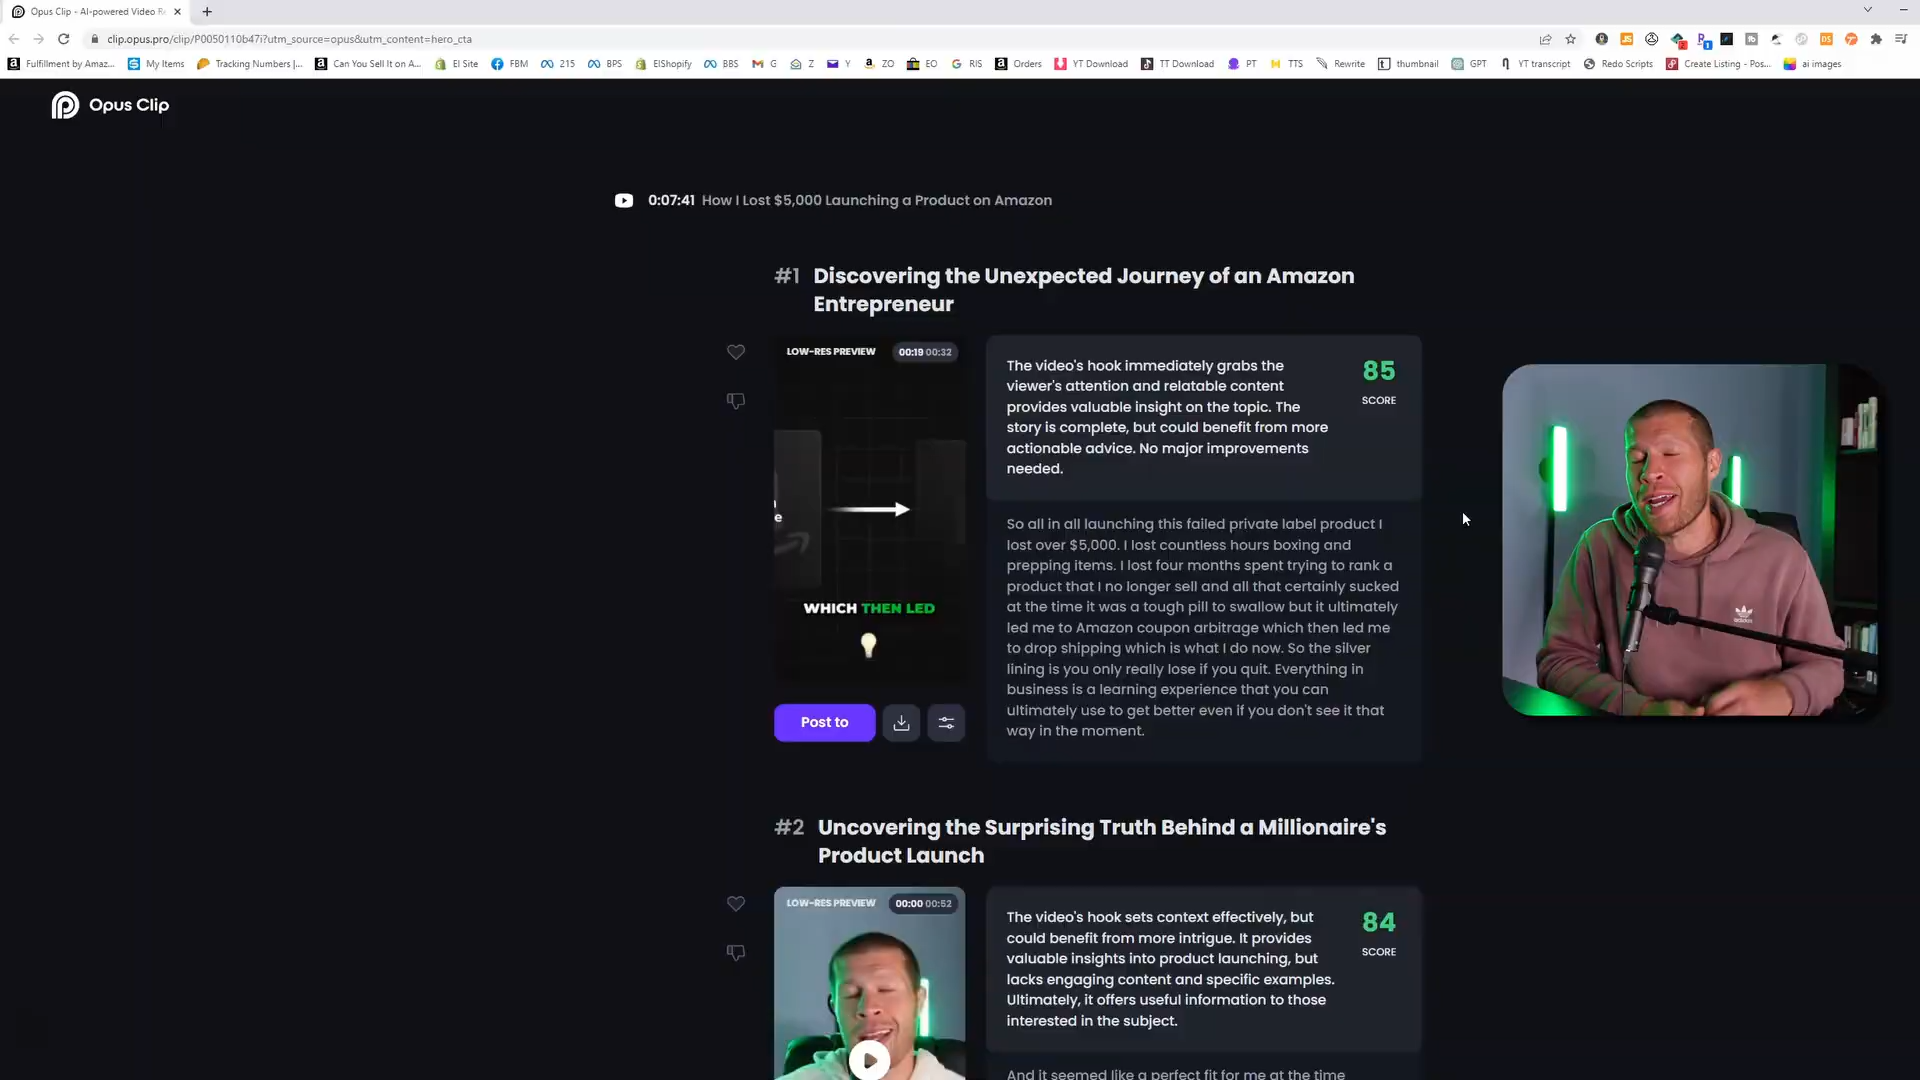 Opus Clip - AI-powered Video Re
clip.opus.pro/clip/P0050110b47i?utm_source=opus&utm_content=hero_cta
Fulfillment by Amaz... My Items Tracking Numbers |... Can You Sell It on A... EI Site FBM 215 BPS EIShopify BBS G Z Y ZO EO RIS Orders YT Download TT Download PT TTS Rewrite thumbnail GPT YT transcript Redo Scripts Create Listing - Pos... ai images
Opus Clip
0:07:41 How I Lost $5,000 Launching a Product on Amazon
#1 Discovering the Unexpected Journey of an Amazon
Entrepreneur
LOW-RES PREVIEW 00:19 00:32
The video's hook immediately grabs the
viewer's attention and relatable content
provides valuable insight on the topic. The
story is complete, but could benefit from more
actionable advice. No major improvements
needed.
85
SCORE
WHICH THEN LED
So all in all launching this failed private label product I
lost over $5,000. I lost countless hours boxing and
prepping items. I lost four months spent trying to rank a
product that I no longer sell and all that certainly sucked
at the time it was a tough pill to swallow but it ultimately
led me to Amazon coupon arbitrage which then led me
to drop shipping which is what I do now. So the silver
lining is you only really lose if you quit. Everything in
business is a learning experience that you can
ultimately use to get better even if you don't see it that
way in the moment.
Post to
#2 Uncovering the Surprising Truth Behind a Millionaire's
Product Launch
LOW-RES PREVIEW 00:00 00:52
The video's hook sets context effectively, but
could benefit from more intrigue. It provides
valuable insights into product launching, but
lacks engaging content and specific examples.
Ultimately, it offers useful information to those
interested in the subject.
84
SCORE
And it seemed like a perfect fit for me at the time